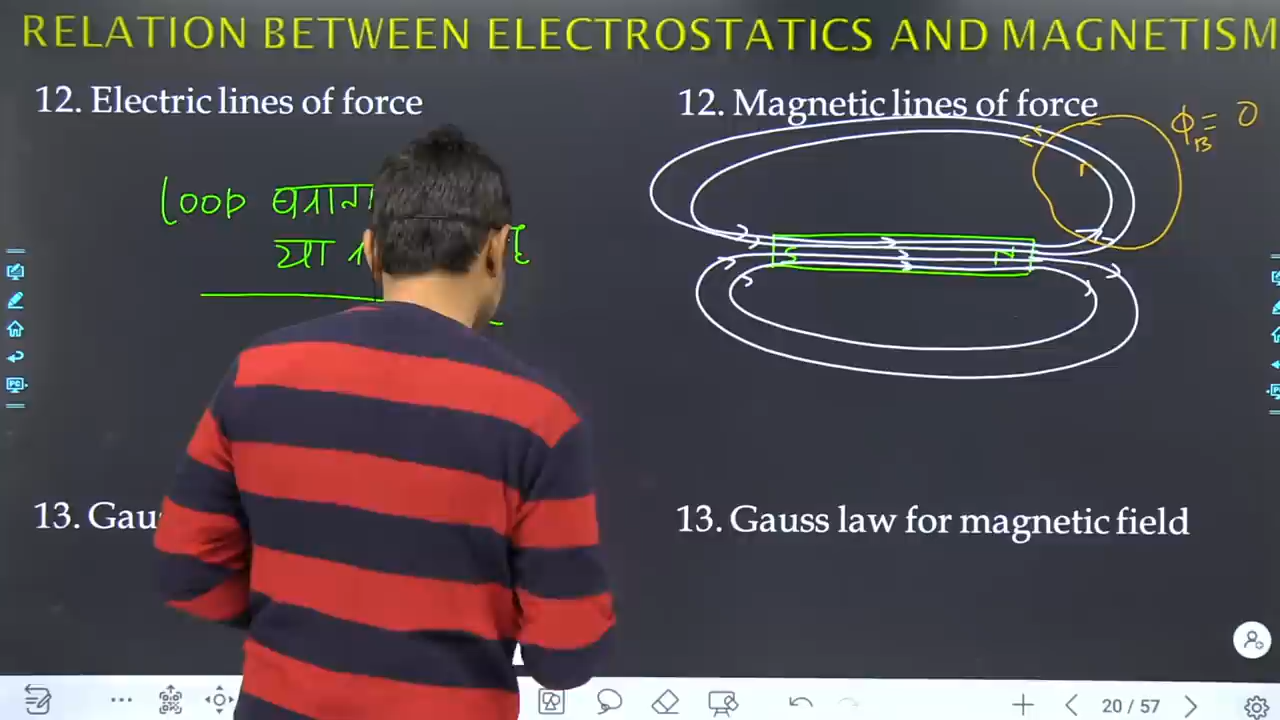 RELATION BETWEEN ELECTROSTATICS AND MAGNETISM
12. Electric lines of force
12. Magnetic lines of force
ϕB = 0
Loop
या
S
N
13. Gau
13. Gauss law for magnetic field
20 / 57